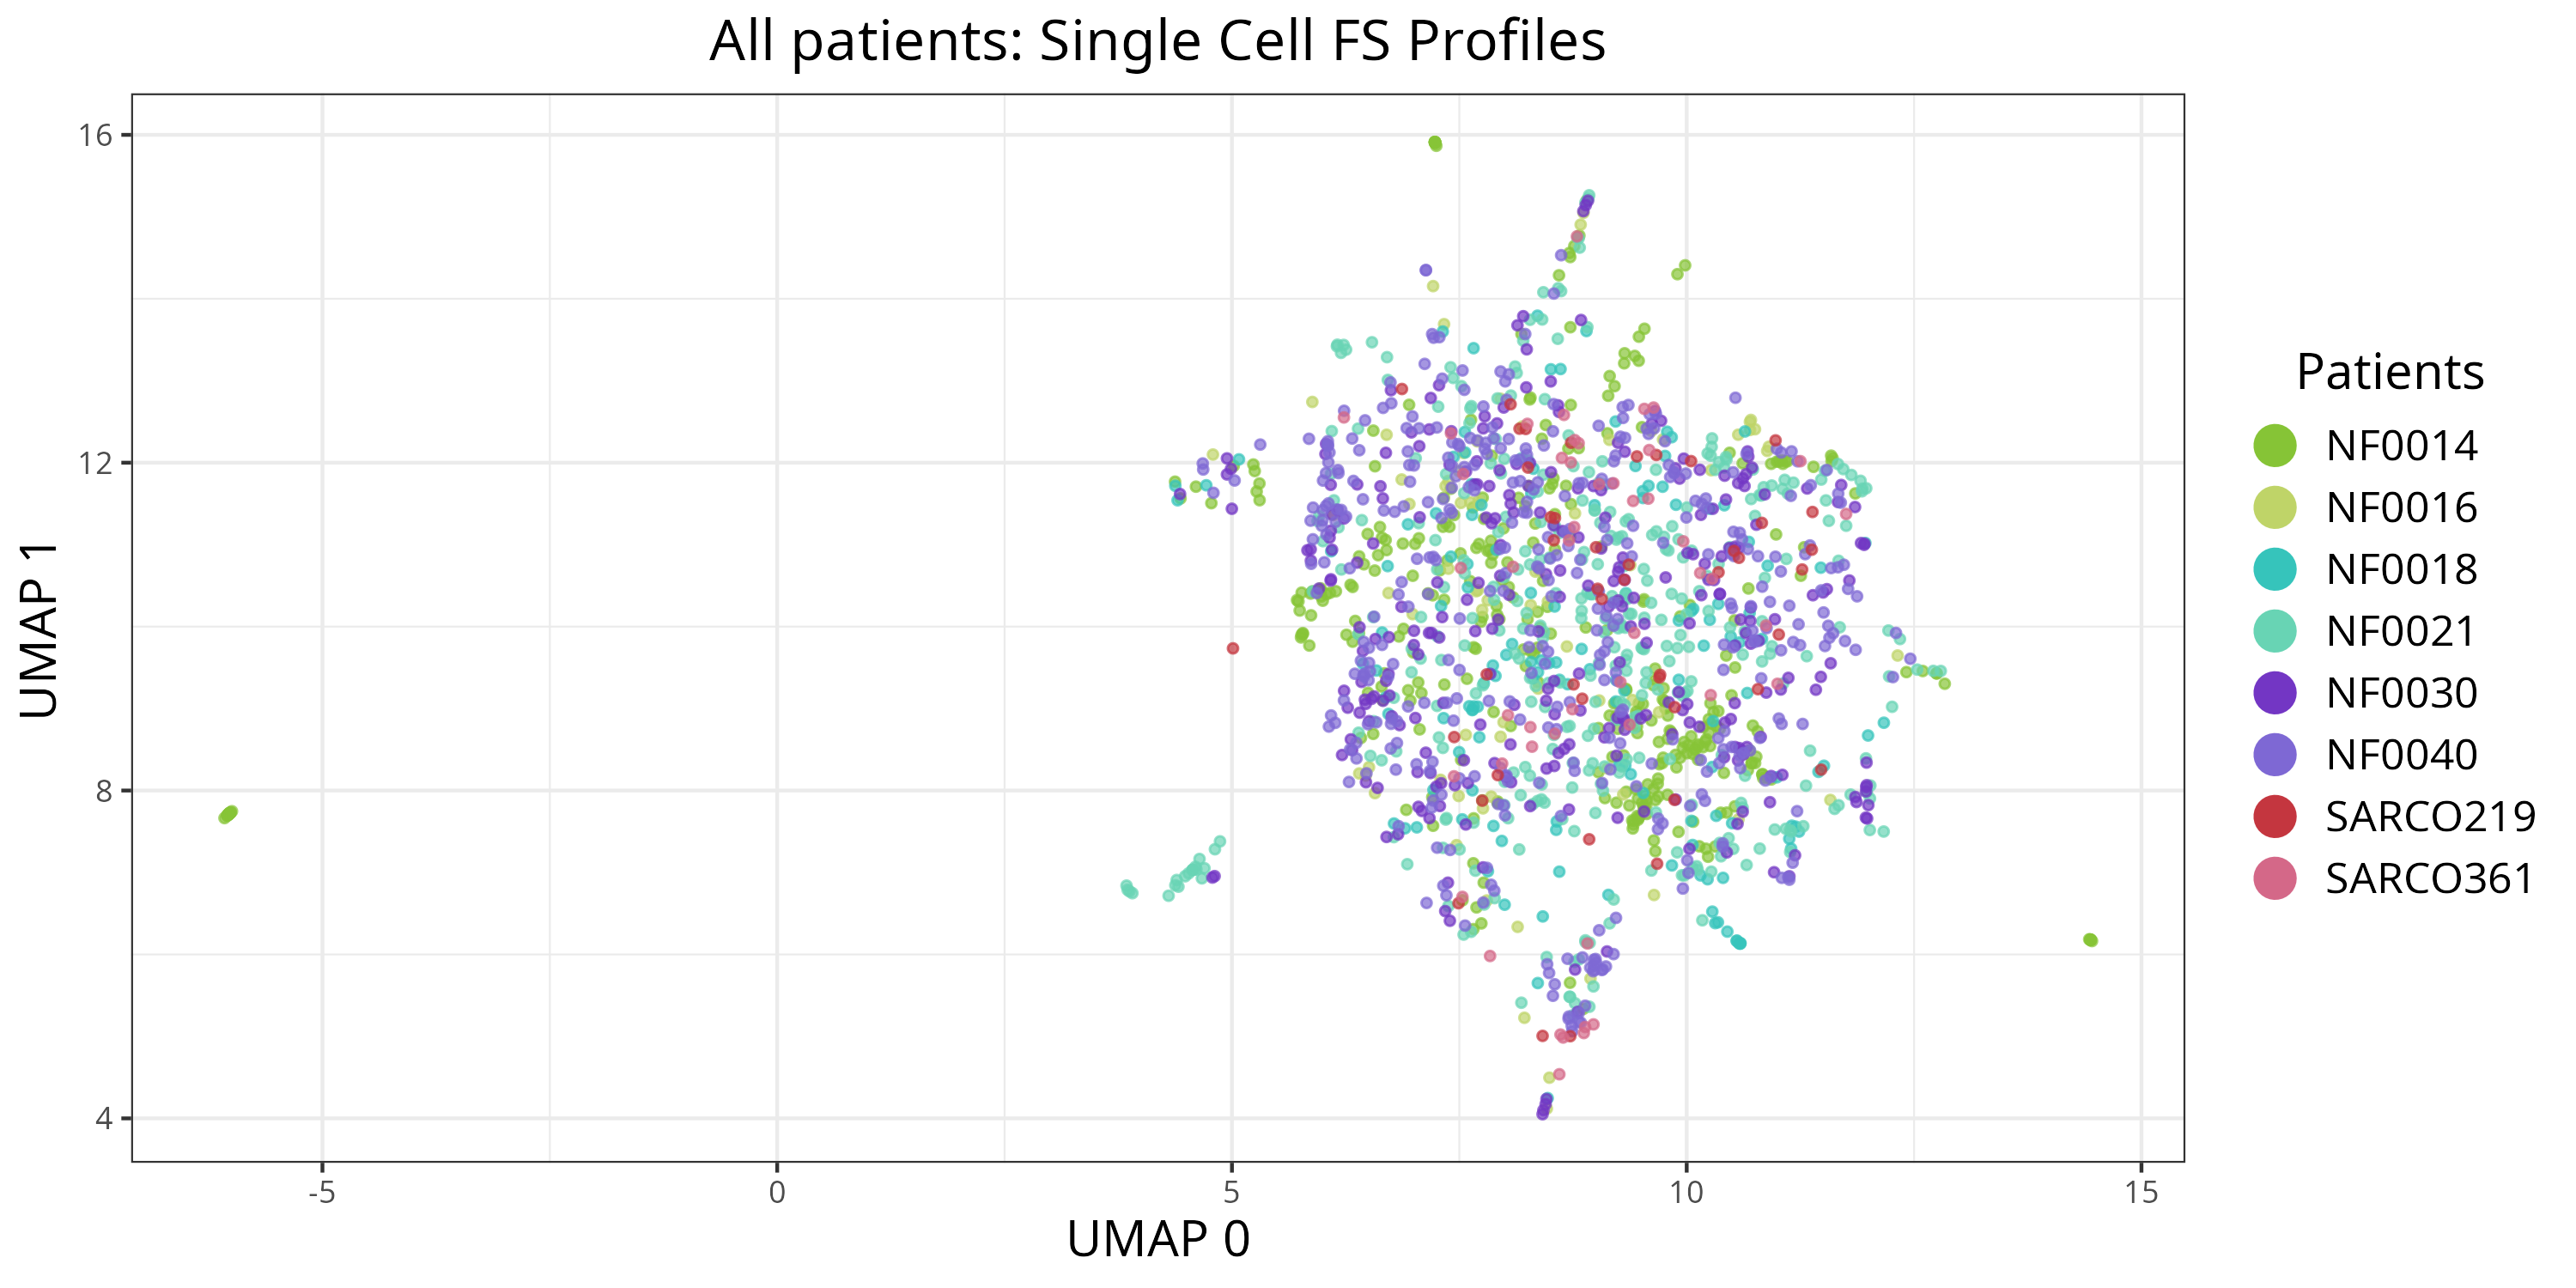 All patients: Single Cell FS Profiles
UMAP 1
16
12
8
4
-5
0
5
10
15
UMAP 0
Patients
NF0014
NF0016
NF0018
NF0021
NF0030
NF0040
SARCO219
SARCO361